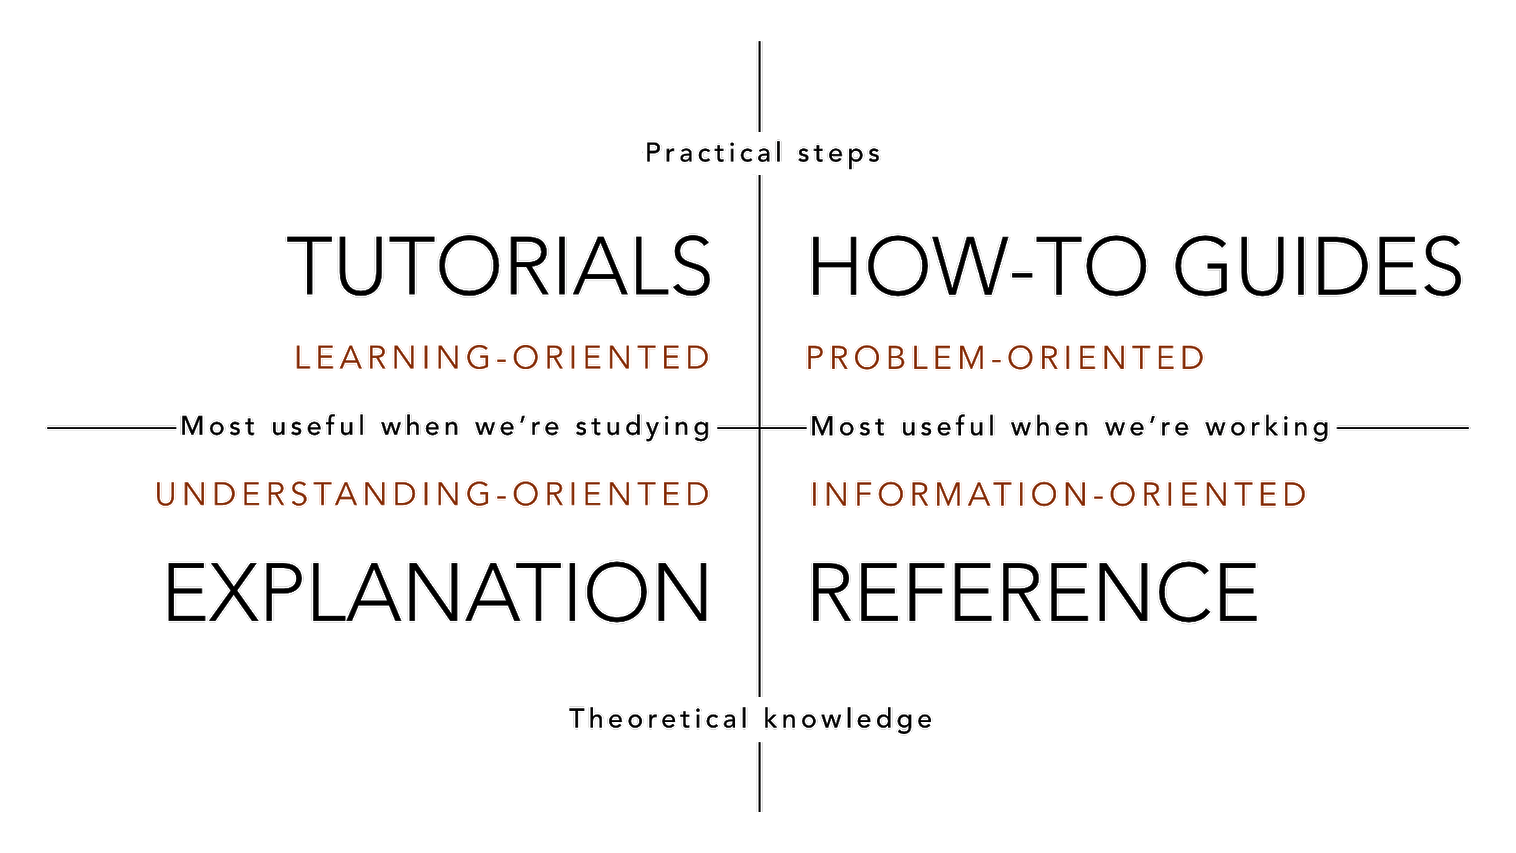 Practical steps
TUTORIALS
HOW-TO GUIDES
LEARNING-ORIENTED
PROBLEM-ORIENTED
Most useful when we’re studying
Most useful when we’re working
UNDERSTANDING-ORIENTED
INFORMATION-ORIENTED
EXPLANATION
REFERENCE
Theoretical knowledge